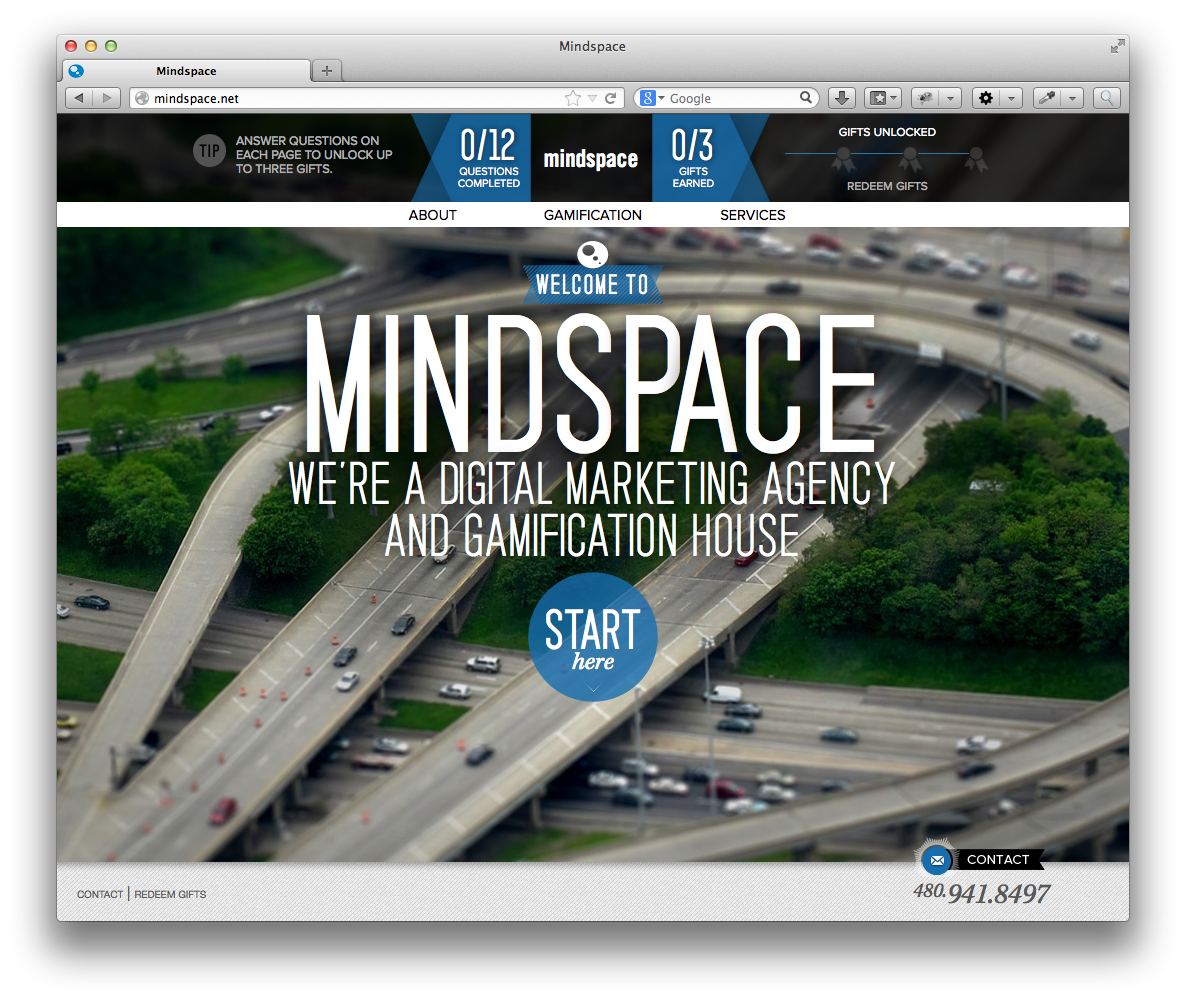 Mindspace
Mindspace
mindspace.net
Google
TIP
ANSWER QUESTIONS ON
EACH PAGE TO UNLOCK UP
TO THREE GIFTS.
0/12
QUESTIONS
COMPLETED
mindspace
0/3
GIFTS
EARNED
GIFTS UNLOCKED
REDEEM GIFTS
ABOUT
GAMIFICATION
SERVICES
WELCOME TO
MINDSPACE
WE'RE A DIGITAL MARKETING AGENCY
AND GAMIFICATION HOUSE
START
here
CONTACT
CONTACT | REDEEM GIFTS
480.941.8497